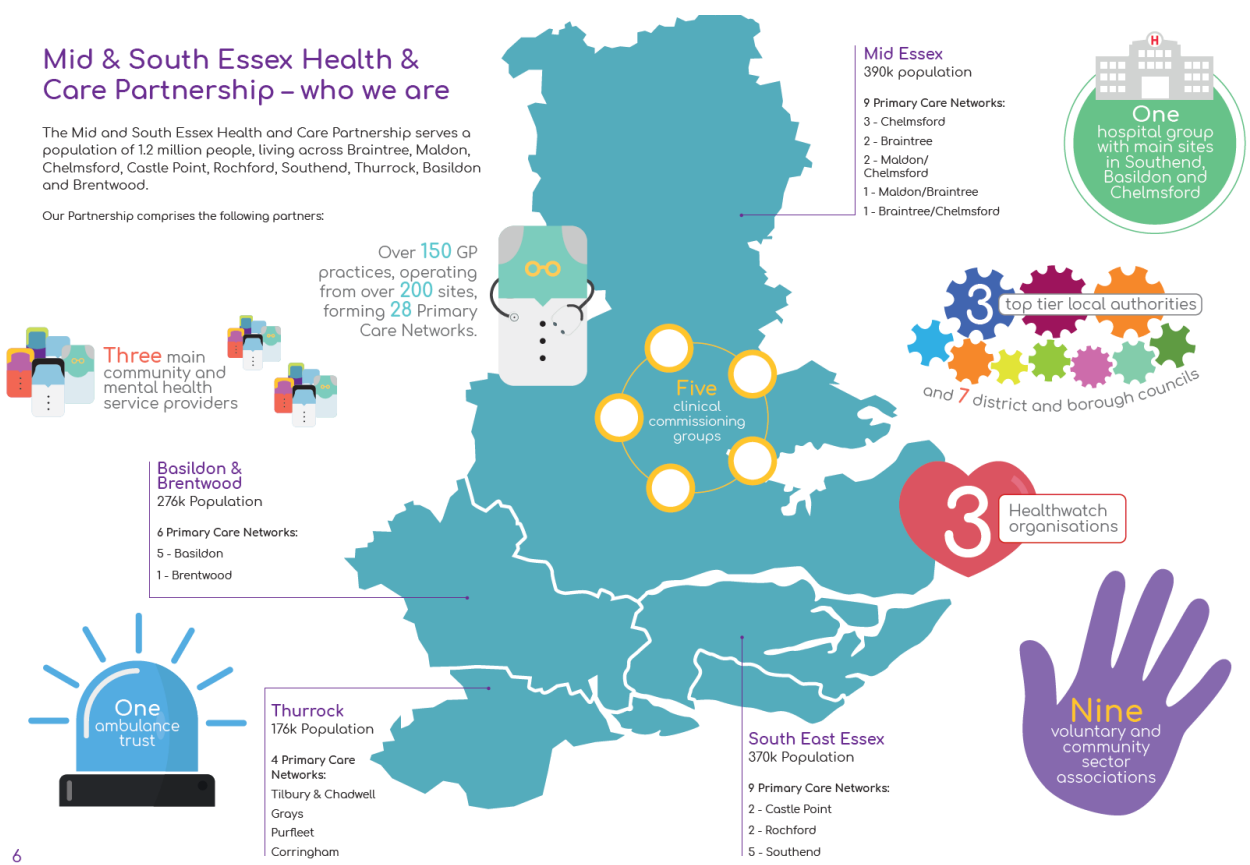 Mid & South Essex Health &
Care Partnership – who we are
The Mid and South Essex Health and Care Partnership serves a
population of 1.2 million people, living across Braintree, Maldon,
Chelmsford, Castle Point, Rochford, Southend, Thurrock, Basildon
and Brentwood.
Our Partnership comprises the following partners:
Over 150 GP
practices, operating
from over 200 sites,
forming 28 Primary
Care Networks.
Three main
community and
mental health
service providers
Mid Essex
390k population
9 Primary Care Networks:
3 - Chelmsford
2 - Braintree
2 - Maldon/
Chelmsford
1 - Maldon/Braintree
1 - Braintree/Chelmsford
H
One
hospital group
with main sites
in Southend,
Basildon and
Chelmsford
3 top tier local authorities
and 7 district and borough councils
Five
clinical
commissioning
groups
Basildon &
Brentwood
276k Population
6 Primary Care Networks:
5 - Basildon
1 - Brentwood
3 Healthwatch
organisations
One
ambulance
trust
Thurrock
176k Population
4 Primary Care
Networks:
Tilbury & Chadwell
Grays
Purfleet
Corringham
South East Essex
370k Population
9 Primary Care Networks:
2 - Castle Point
2 - Rochford
5 - Southend
Nine
voluntary and
community
sector
associations
6